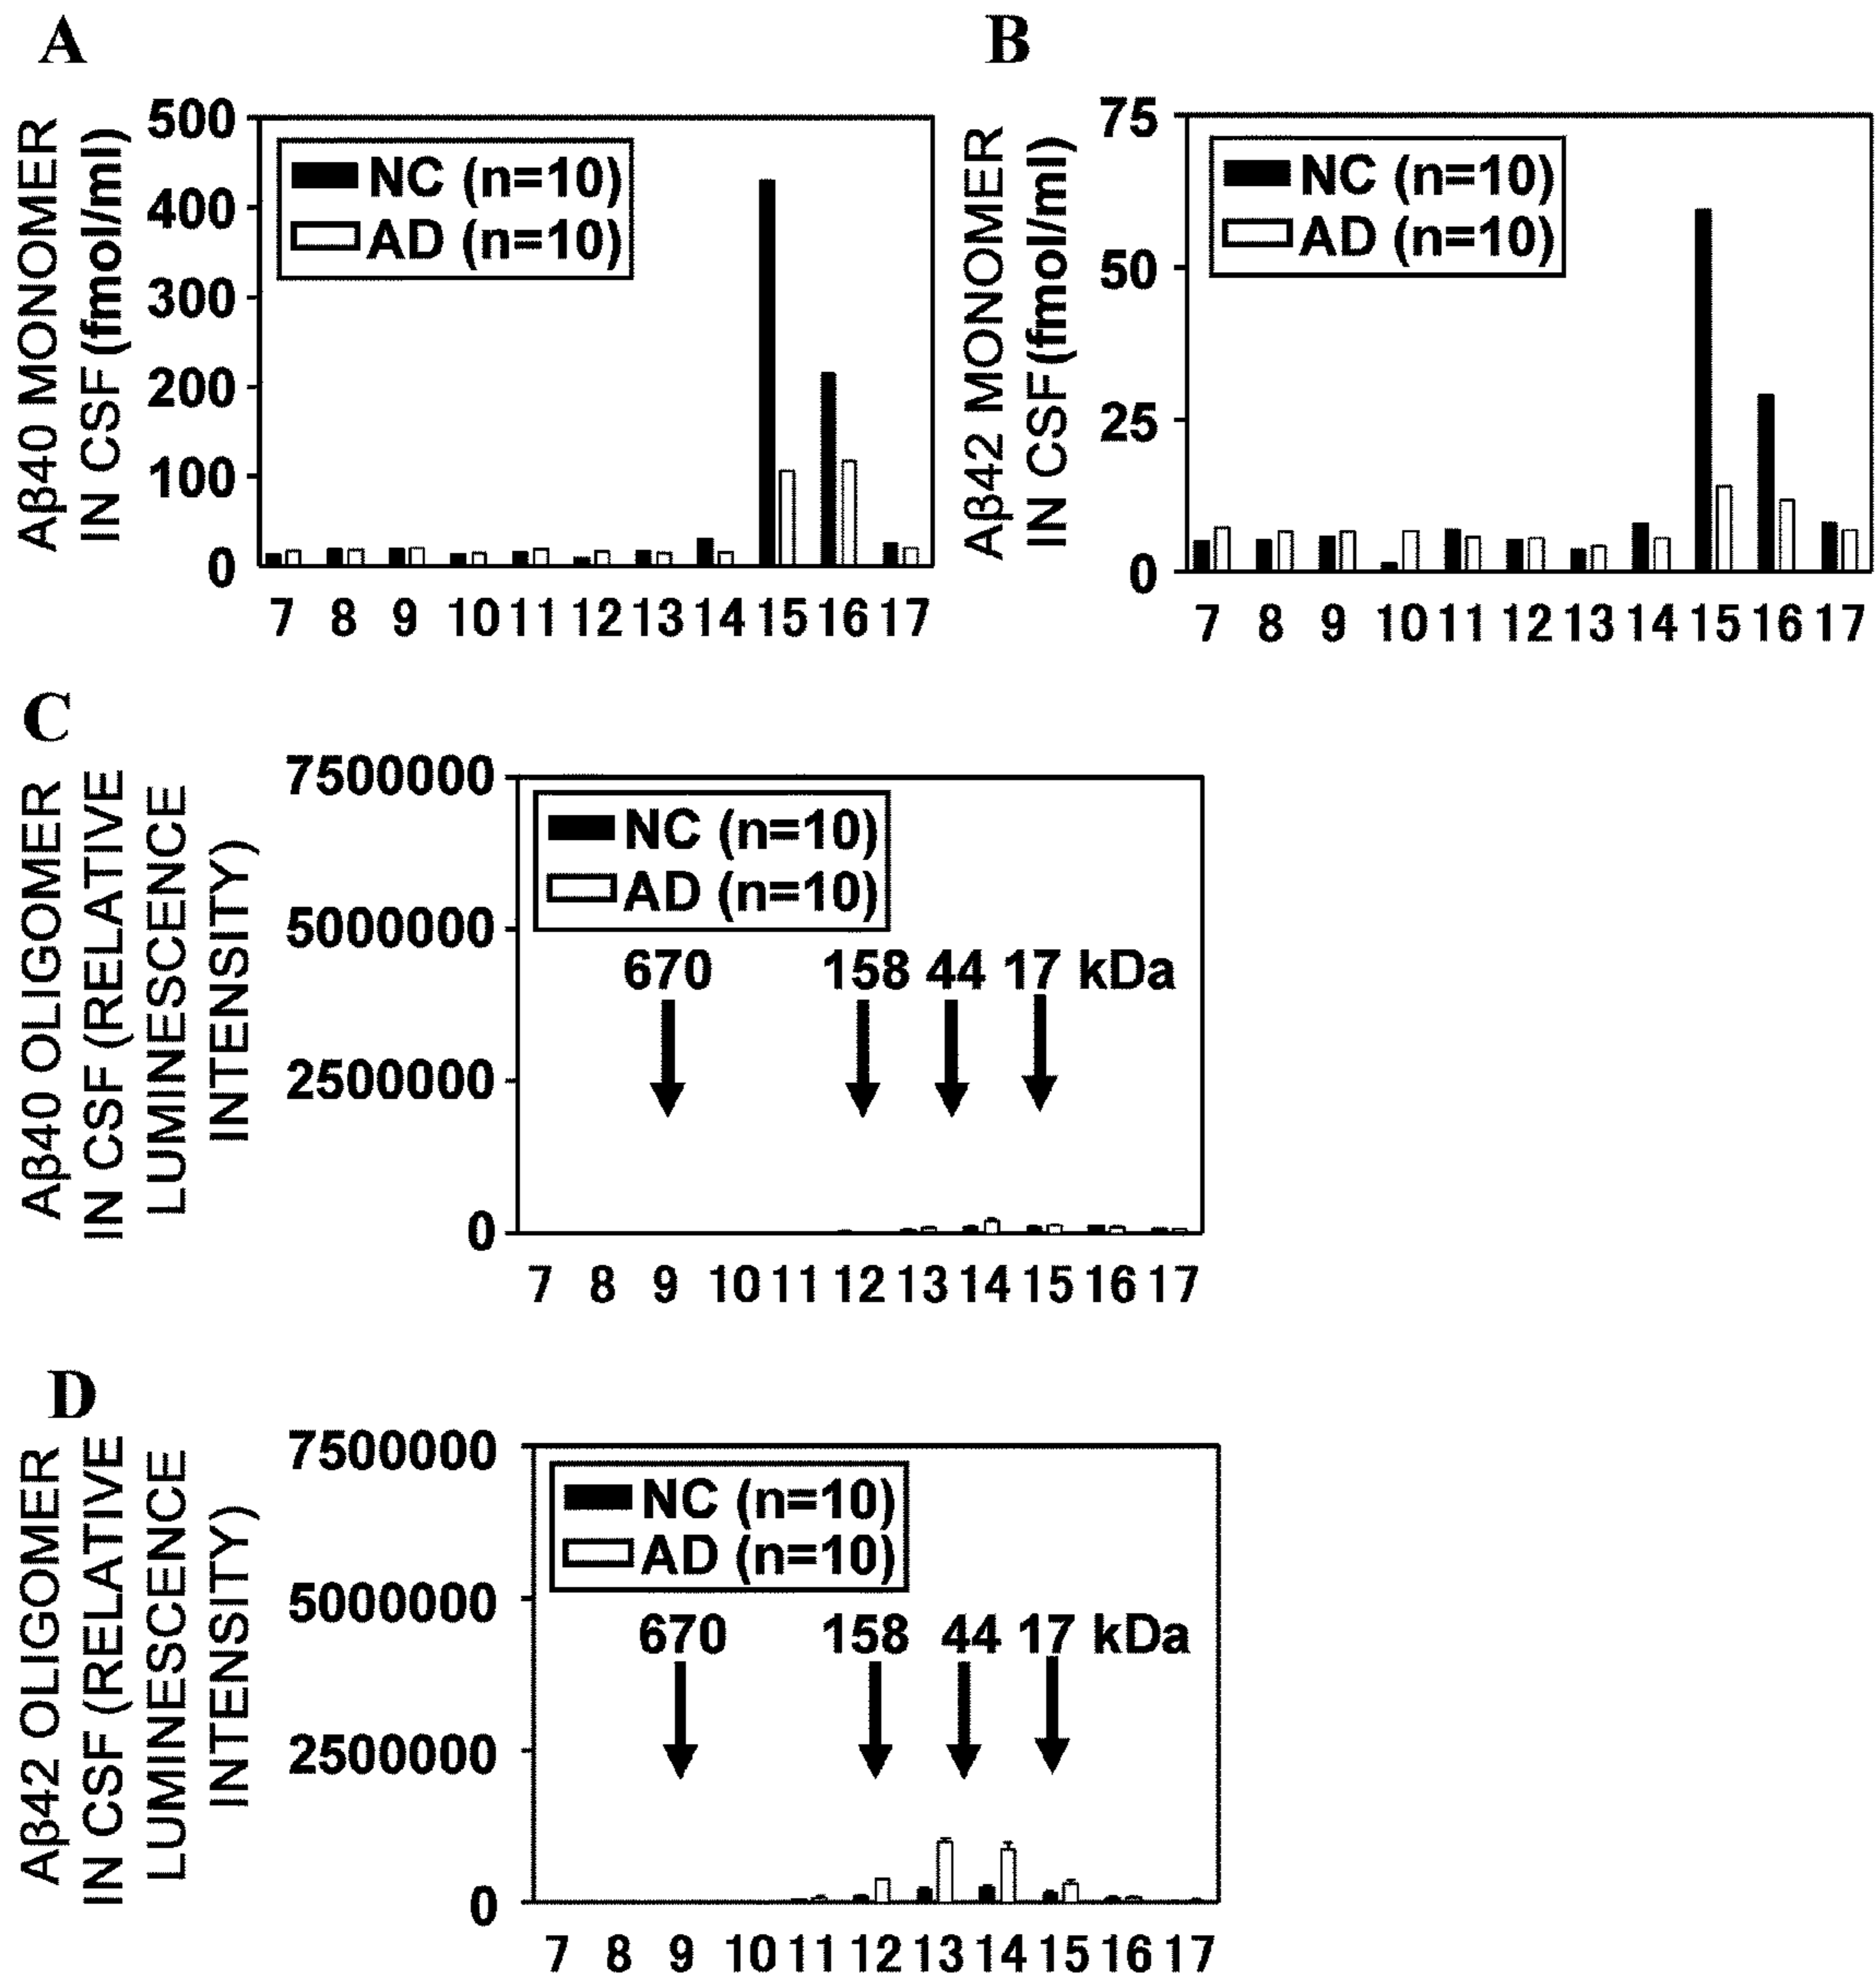 A
Aβ40 MONOMER
IN CSF (fmol/ml)
500
400
300
200
100
0
NC (n=10)
AD (n=10)
7 8 9 10 11 12 13 14 15 16 17
B
Aβ42 MONOMER
IN CSF (fmol/ml)
75
50
25
0
NC (n=10)
AD (n=10)
7 8 9 10 11 12 13 14 15 16 17
C
Aβ40 OLIGOMER
IN CSF (RELATIVE
LUMINESCENCE
INTENSITY)
7500000
5000000
2500000
0
NC (n=10)
AD (n=10)
670 158 44 17 kDa
7 8 9 10 11 12 13 14 15 16 17
D
Aβ42 OLIGOMER
IN CSF (RELATIVE
LUMINESCENCE
INTENSITY)
7500000
5000000
2500000
0
NC (n=10)
AD (n=10)
670 158 44 17 kDa
7 8 9 10 11 12 13 14 15 16 17